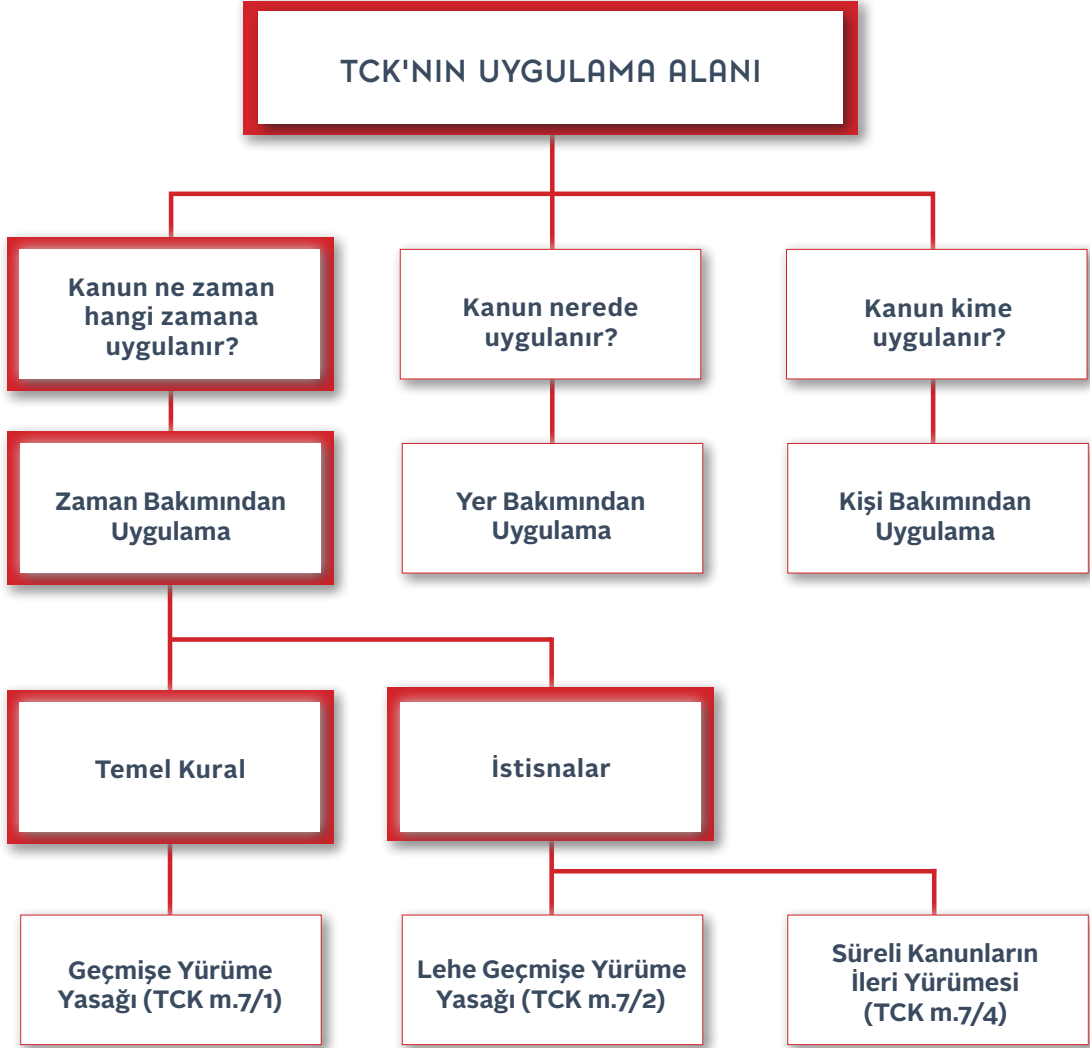 TCK'NIN UYGULAMA ALANI
Kanun ne zaman
hangi zamana
uygulanır?
Kanun nerede
uygulanır?
Kanun kime
uygulanır?
Zaman Bakımından
Uygulama
Yer Bakımından
Uygulama
Kişi Bakımından
Uygulama
Temel Kural
İstisnalar
Geçmişe Yürüme
Yasağı (TCK m.7/1)
Lehe Geçmişe Yürüme
Yasağı (TCK m.7/2)
Süreli Kanunların
İleri Yürümesi
(TCK m.7/4)